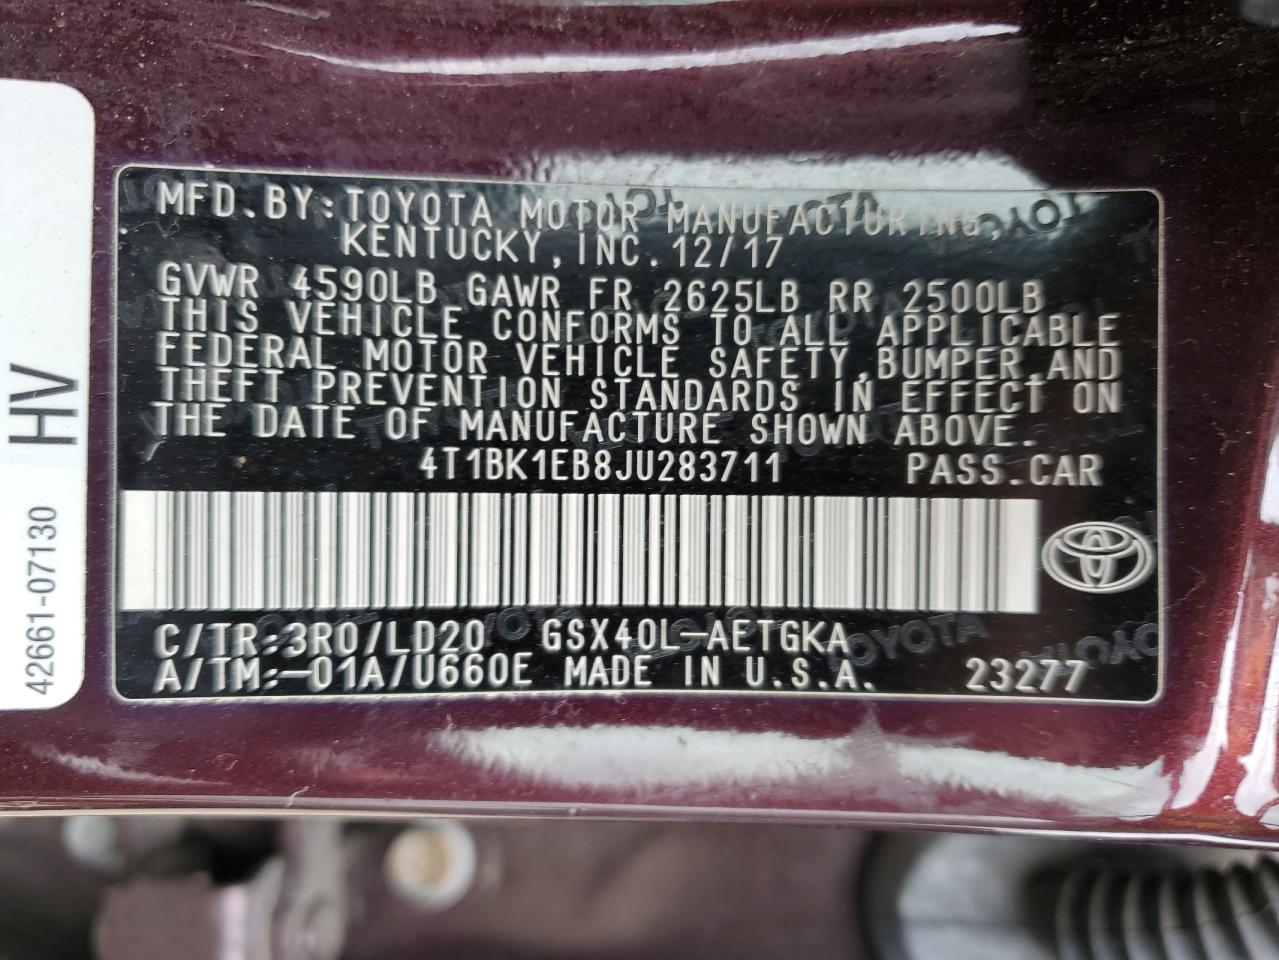 MFD.BY:TOYOTA MOTOR MANUFACTURING,
KENTUCKY,INC.12/17
GVWR 4590LB GAWR FR 2625LB RR 2500LB
THIS VEHICLE CONFORMS TO ALL APPLICABLE
FEDERAL MOTOR VEHICLE SAFETY,BUMPER,AND
THEFT PREVENTION STANDARDS IN EFFECT ON
THE DATE OF MANUFACTURE SHOWN ABOVE.
4T1BK1EB8JU283711 PASS.CAR
C/TR:3R0/LD20 GSX40L-AETGKA
A/TM:-01A/U660E MADE IN U.S.A. 23277
42661-07130 HV